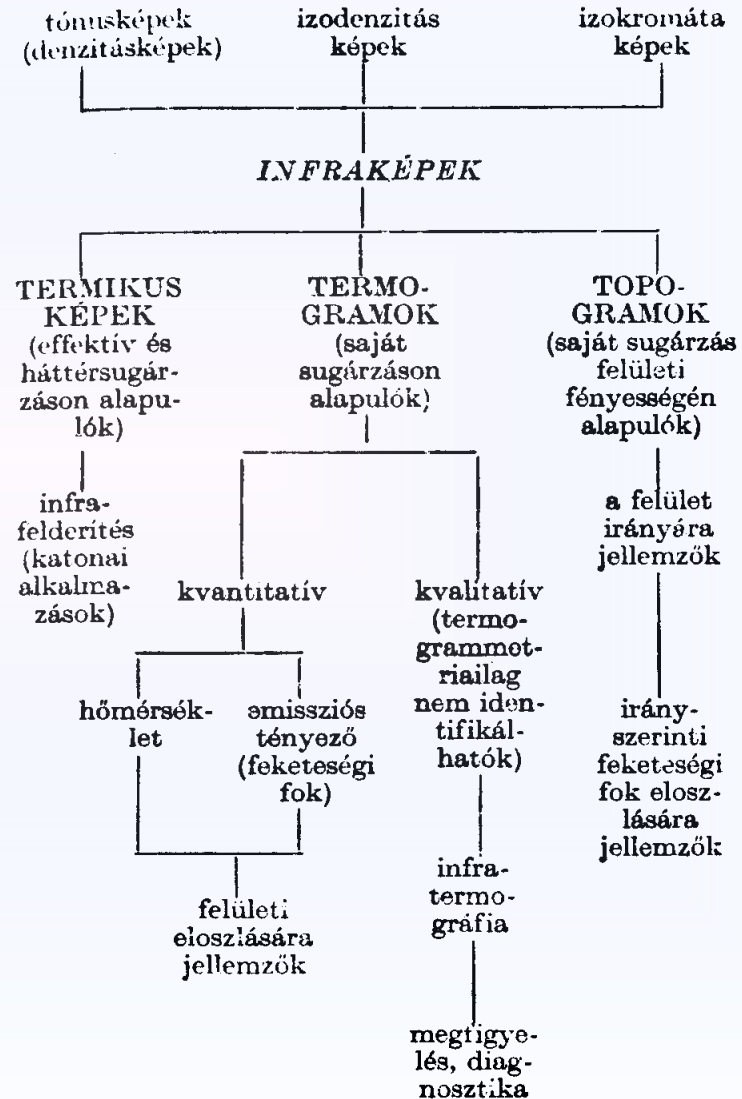 tónusképek
(denzitásképek)
izodenzitás
képek
izokromáta
képek
INFRAKÉPEK
TERMIKUS
KÉPEK
(effektív és
háttérsugár-
záson alapu-
lók)
infra-
felderítés
(katonai
alkalma-
zások)
TERMO-
GRAMOK
(saját
sugárzáson
alapulók)
kvantitatív
hőmérsék-
let
emissziós
tényező
(feketeségi
fok)
felületi
eloszlására
jellemzők
kvalitatív
(termo-
grammet-
riailag
nem iden-
tifikál-
hatók)
infra-
termo-
gráfia
megfigye-
lés, diag-
nosztika
TOPO-
GRAMOK
(saját sugárzás
felületi
fényességén
alapulók)
a felület
irányára
jellemzők
irány-
szerinti
feketeségi
fok elosz-
lására
jellemzők